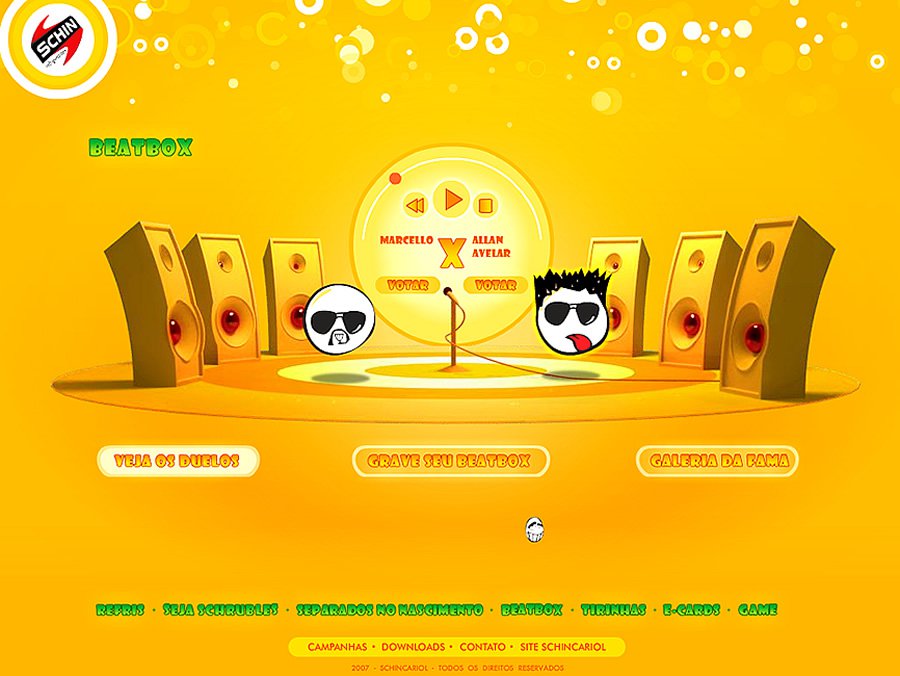 SCHIN
BEATBOX
MARCELLO X ALLAN AVELAR
VOTAR VOTAR
VEJA OS DUELOS GRAVE SEU BEATBOX GALERIA DA FAMA
REFRIS · SEJA SCHRUBLES · SEPARADOS NO NASCIMENTO · BEATBOX · TIRINHAS · E-CARDS · GAME
CAMPANHAS · DOWNLOADS · CONTATO · SITE SCHINCARIOL
2007 - SCHINCARIOL - TODOS OS DIREITOS RESERVADOS